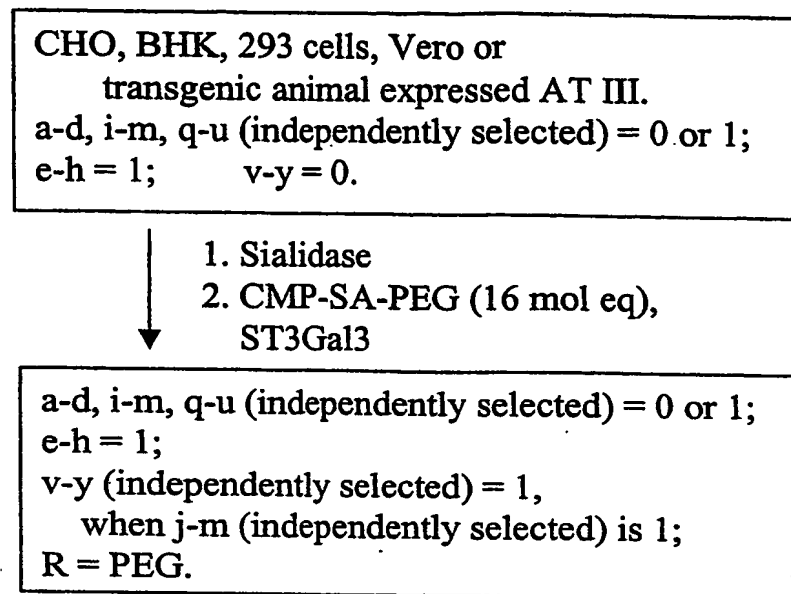 CHO, BHK, 293 cells, Vero or
transgenic animal expressed AT III.
a-d, i-m, q-u (independently selected) = 0 or 1;
e-h = 1; v-y = 0.
1. Sialidase
2. CMP-SA-PEG (16 mol eq),
ST3Gal3
a-d, i-m, q-u (independently selected) = 0 or 1;
e-h = 1;
v-y (independently selected) = 1,
when j-m (independently selected) is 1;
R = PEG.